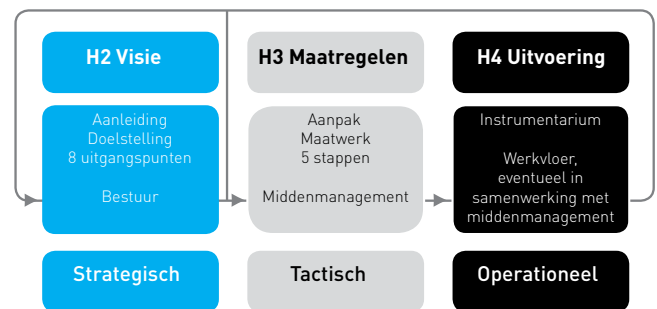 H2 Visie
H3 Maatregelen
H4 Uitvoering
Aanleiding
Doelstelling
8 uitgangspunten
Bestuur
Aanpak
Maatwerk
5 stappen
Middenmanagement
Instrumentarium
Werkvloer,
eventueel in
samenwerking met
middenmanagement
Strategisch
Tactisch
Operationeel